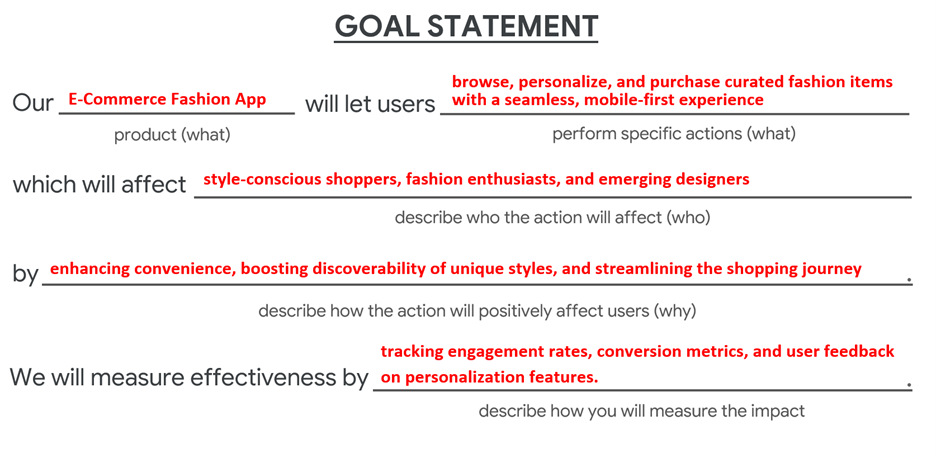 GOAL STATEMENT
browse, personalize, and purchase curated fashion items
Our E-Commerce Fashion App will let users with a seamless, mobile-first experience
product (what) perform specific actions (what)
which will affect style-conscious shoppers, fashion enthusiasts, and emerging designers
describe who the action will affect (who)
by enhancing convenience, boosting discoverability of unique styles, and streamlining the shopping journey .
describe how the action will positively affect users (why)
tracking engagement rates, conversion metrics, and user feedback
We will measure effectiveness by on personalization features. .
describe how you will measure the impact